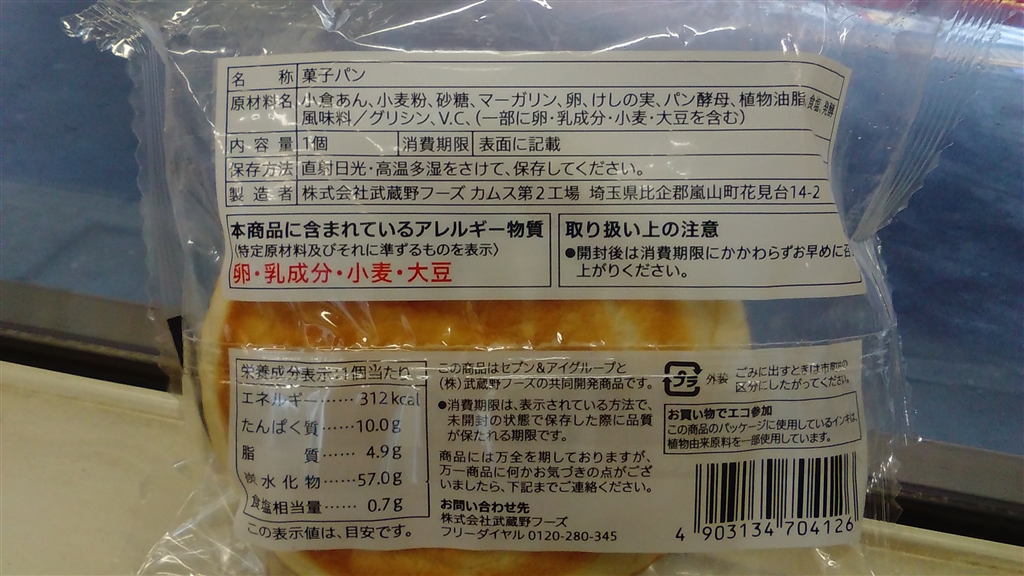 名 称 菓子パン
原材料名 小倉あん、小麦粉、砂糖、マーガリン、卵、けしの実、パン酵母、植物油脂、食塩、発酵
風味料／グリシン、V.C、(一部に卵・乳成分・小麦・大豆を含む)
内容量 1個 消費期限 表面に記載
保存方法 直射日光・高温多湿をさけて、保存してください。
製造者 株式会社武蔵野フーズ カムス第2工場 埼玉県比企郡嵐山町花見台14-2
本商品に含まれているアレルギー物質
〈特定原材料及びそれに準ずるものを表示〉
卵・乳成分・小麦・大豆
取り扱い上の注意
●開封後は消費期限にかかわらずお早めに召
上がりください。
栄養成分表示 1個当たり
エネルギー……312kcal
たんぱく質……10.0g
脂 質……4.9g
炭水化物……57.0g
食塩相当量……0.7g
この表示値は、目安です。
この商品はセブン&アイグループと
(株)武蔵野フーズの共同開発商品です。
●消費期限は、表示されている方法で、
未開封の状態で保存した際に品質
が保たれる期限です。
商品には万全を期しておりますが、
万一商品に何かお気づきの点がござ
いましたら、下記までご連絡ください。
お問い合わせ先
株式会社武蔵野フーズ
フリーダイヤル 0120-280-345
プラ 外装 ごみに出すときは市町村の
区分にしたがってください。
お買い物でエコ参加
この商品のパッケージに使用しているインキは、
植物由来原料を一部使用しています。
4 903134 704126